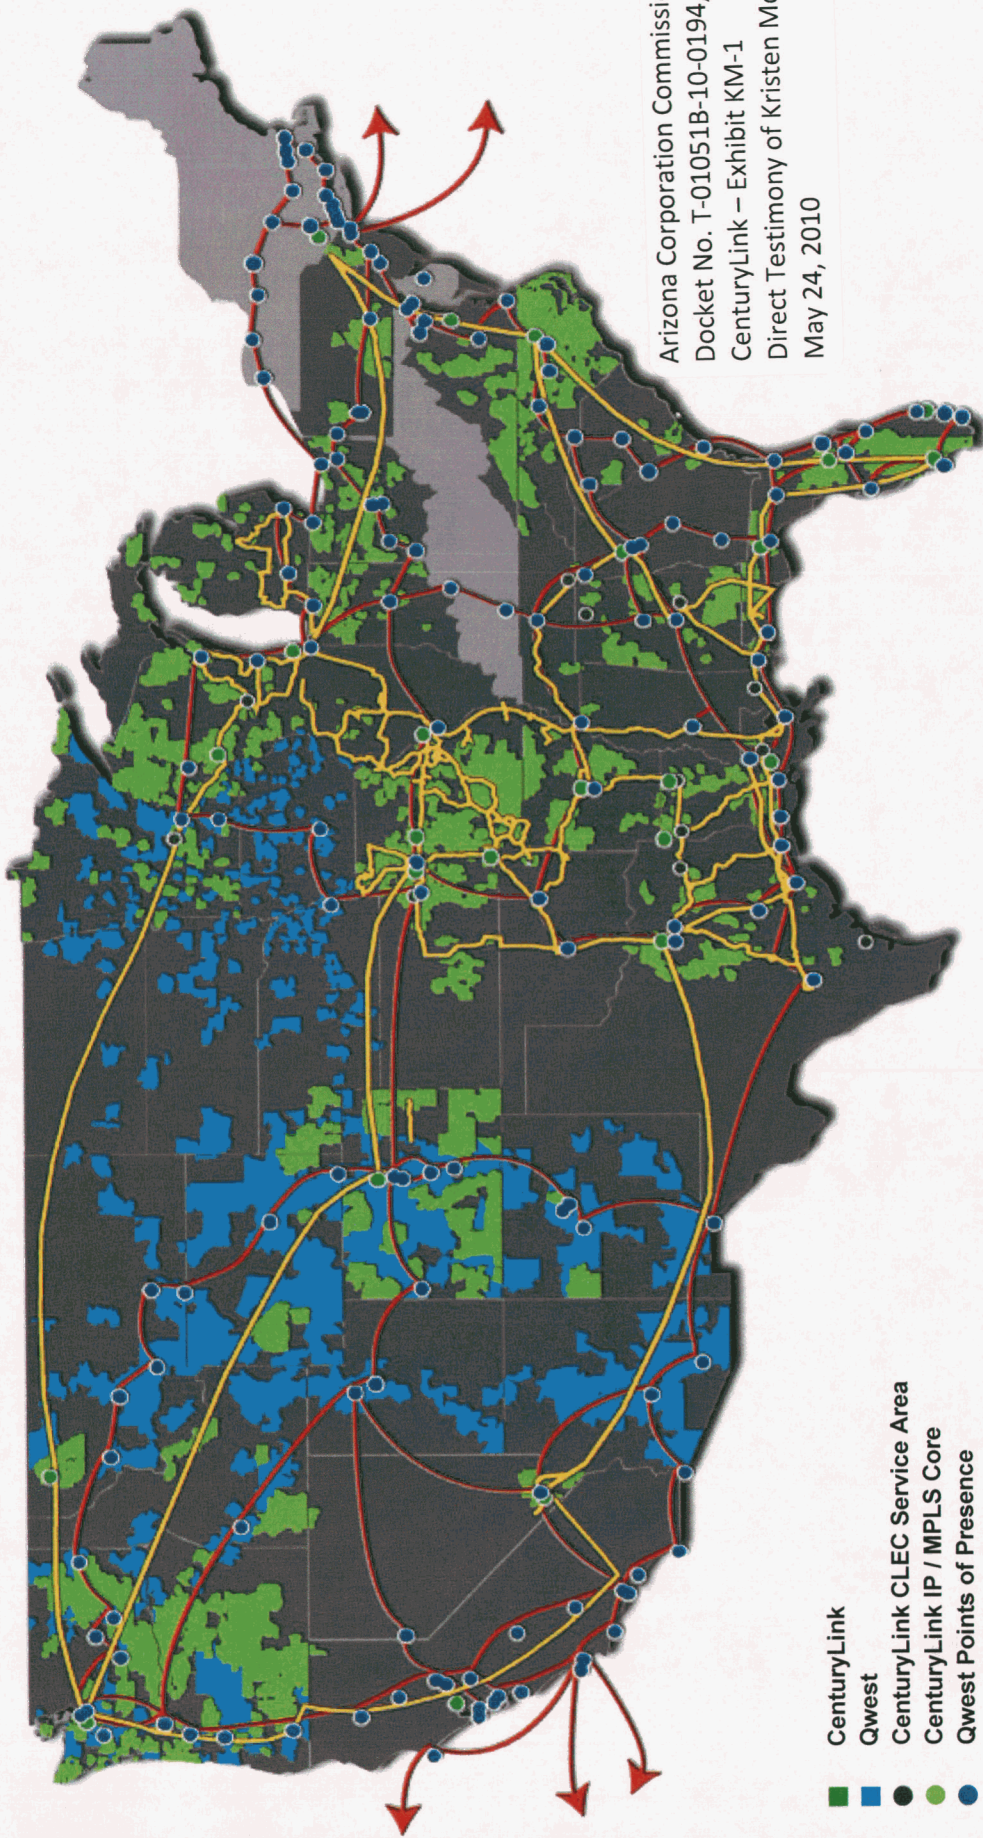 Arizona Corporation
Docket No. T-01051B-10-0194,
CenturyLink – Exhibit KM-1
Direct Testimony of Kristen
May 24, 2010
CenturyLink
Qwest
CenturyLink CLEC Service Area
CenturyLink IP / MPLS Core
Qwest Points of Presence